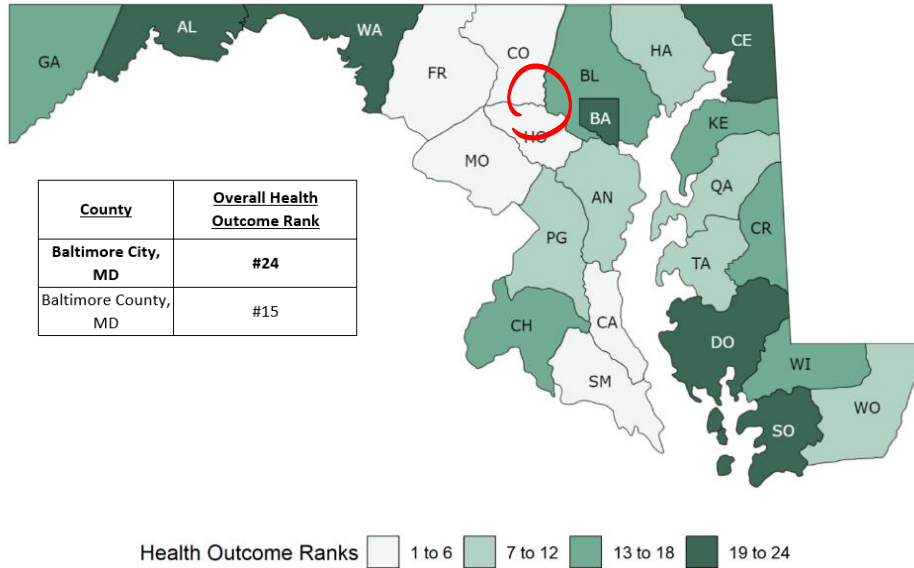 AL
WA
CO
CE
HA
GA
FR
BL
BA
KE
HO
MO
QA
AN
CR
PG
TA
CH
CA
DO
SM
WI
WO
SO
County
Overall Health
Outcome Rank
Baltimore City,
MD
#24
Baltimore County,
MD
#15
Health Outcome Ranks 1 to 6 7 to 12 13 to 18 19 to 24